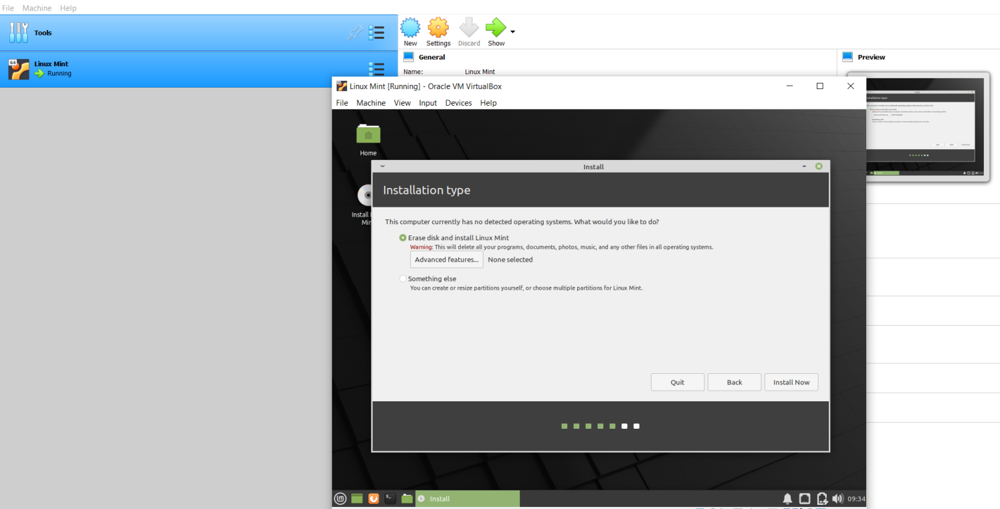 File Machine Help
Tools
New Settings Discard Show
64
Linux Mint
Running
General
Name: Linux Mint
Preview
Linux Mint [Running] - Oracle VM VirtualBox
File Machine View Input Devices Help
Home
Install
Install
Installation type
This computer currently has no detected operating systems. What would you like to do?
Erase disk and install Linux Mint
Warning: This will delete all your programs, documents, photos, music, and any other files in all operating systems.
Advanced features... None selected
Something else
You can create or resize partitions yourself, or choose multiple partitions for Linux Mint.
Quit Back Install Now
Install
09:34
Installation type